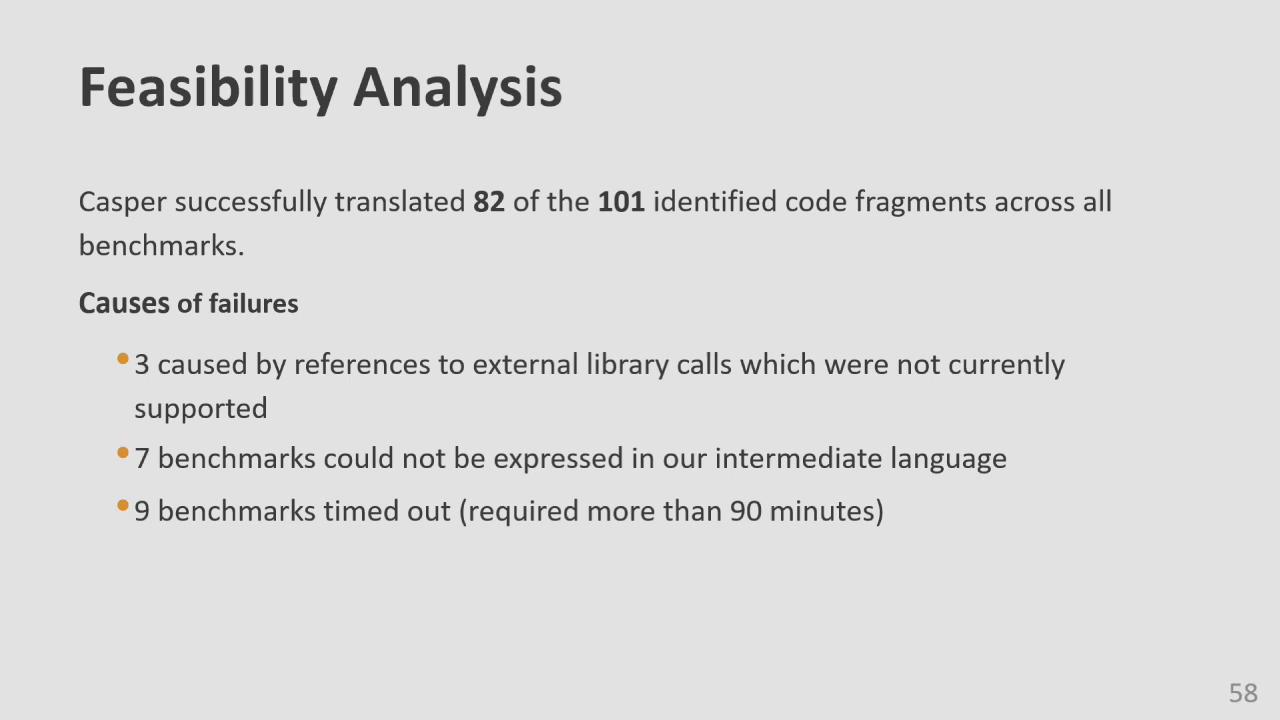 Feasibility Analysis
Casper successfully translated 82 of the 101 identified code fragments across all
benchmarks.
Causes of failures
•3 caused by references to external library calls which were not currently
supported
•7 benchmarks could not be expressed in our intermediate language
•9 benchmarks timed out (required more than 90 minutes)
58